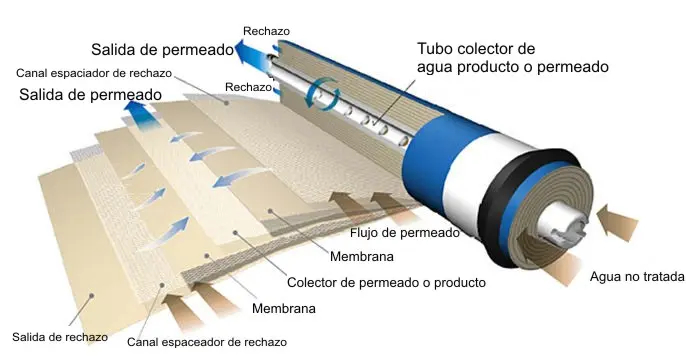 Rechazo
Salida de permeado
Tubo colector de
agua producto o permeado
Canal espaciador de rechazo
Rechazo
Salida de permeado
Flujo de permeado
Membrana
Agua no tratada
Colector de permeado o producto
Membrana
Salida de rechazo
Canal espaceador de rechazo